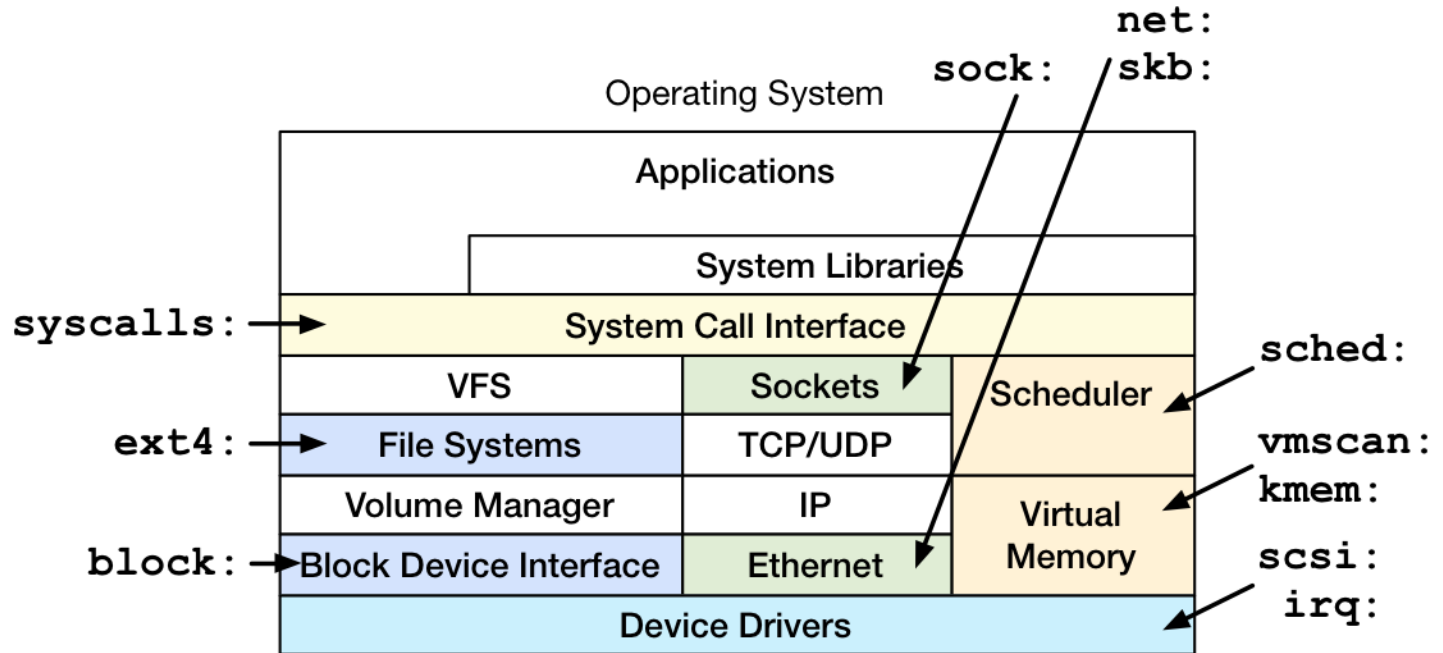 net:
sock: skb:
Operating System
Applications
System Libraries
syscalls: System Call Interface
VFS Sockets Scheduler sched:
ext4: File Systems TCP/UDP
vmscan:
Volume Manager IP Virtual kmem:
Memory
block: Block Device Interface Ethernet scsi:
irq:
Device Drivers